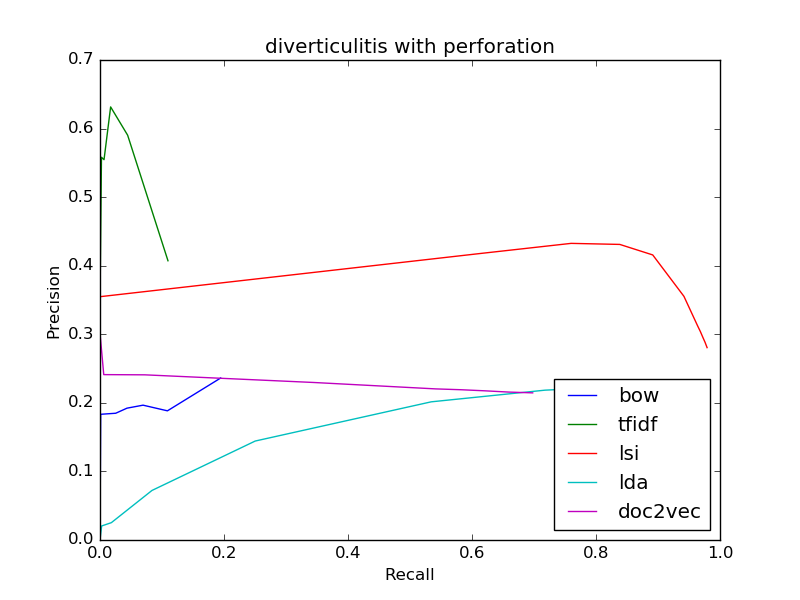 diverticulitis with perforation
0.7
0.6
0.5
0.4
0.3
0.2
0.1
0.0
Precision
0.0 0.2 0.4 0.6 0.8 1.0
Recall
bow
tfidf
lsi
lda
doc2vec